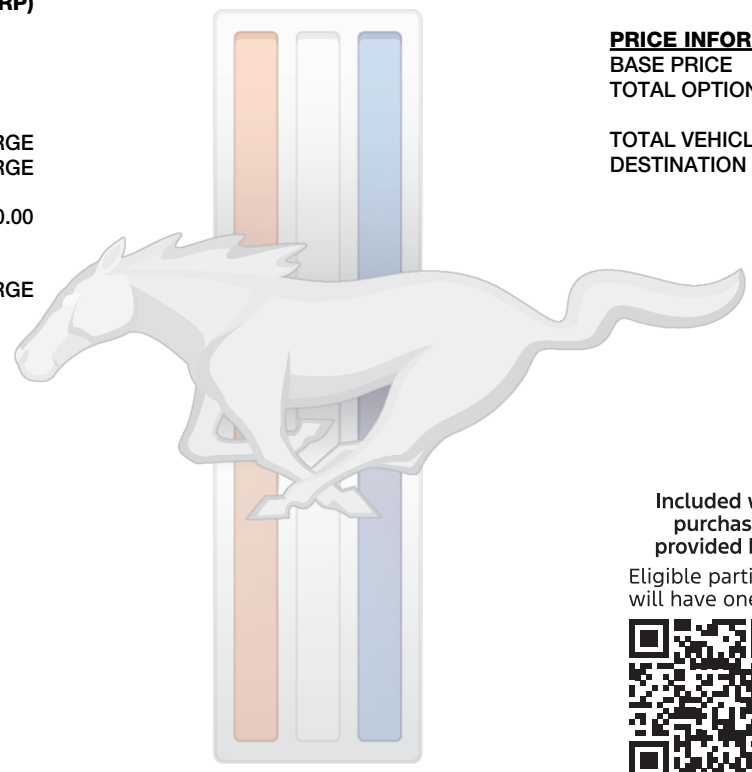 RP)
RGE
RGE
0.00
RGE
PRICE INFOR
BASE PRICE
TOTAL OPTION
TOTAL VEHICL
DESTINATION
Included w
purchas
provided b
Eligible parti
will have one